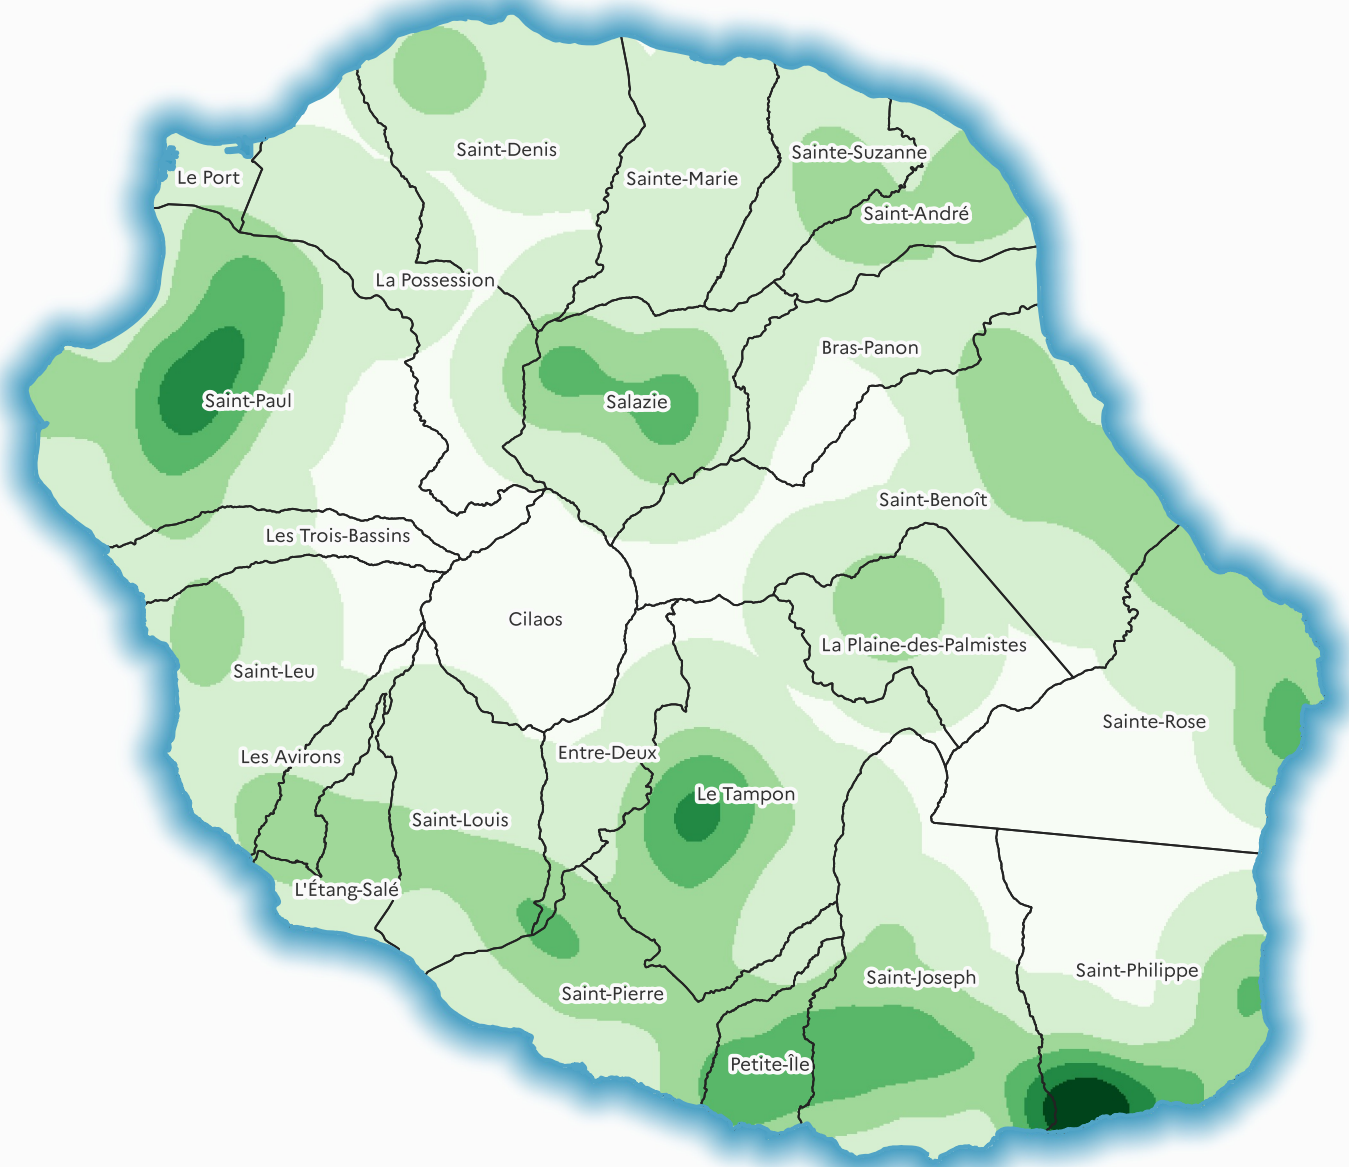 Saint-Denis
Sainte-Suzanne
Le Port
Sainte-Marie
Saint-André
La Possession
Bras-Panon
Saint-Paul
Salazie
Saint-Benoît
Les Trois-Bassins
Cilaos
La Plaine-des-Palmistes
Saint-Leu
Sainte-Rose
Les Avirons
Entre-Deux
Le Tampon
Saint-Louis
L'Étang-Salé
Saint-Philippe
Saint-Joseph
Saint-Pierre
Petite-Île